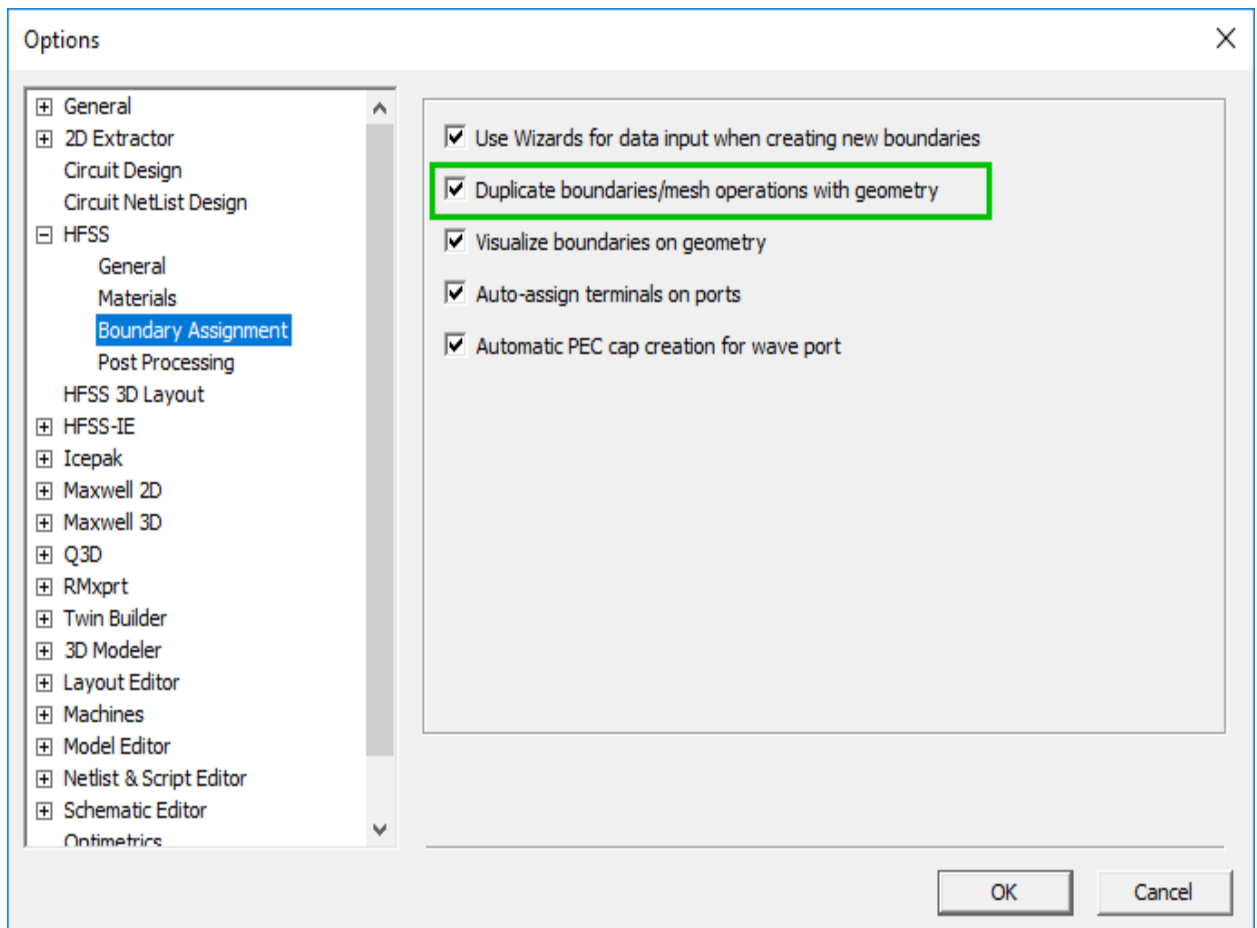 Options
General
2D Extractor
Circuit Design
Circuit NetList Design
HFSS
General
Materials
Boundary Assignment
Post Processing
HFSS 3D Layout
HFSS-IE
Icepak
Maxwell 2D
Maxwell 3D
Q3D
RMxprt
Twin Builder
3D Modeler
Layout Editor
Machines
Model Editor
Netlist & Script Editor
Schematic Editor
Optimetrics
Use Wizards for data input when creating new boundaries
Duplicate boundaries/mesh operations with geometry
Visualize boundaries on geometry
Auto-assign terminals on ports
Automatic PEC cap creation for wave port
OK
Cancel